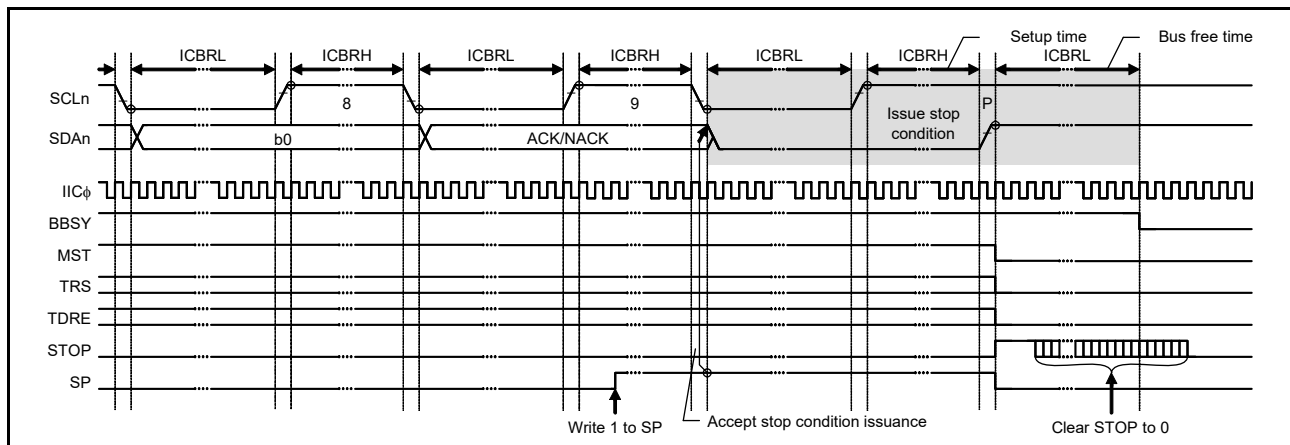 Setup time
Bus free time
ICBRL ICBRH ICBRL ICBRH ICBRL ICBRH ICBRL
SCLn
8
9
Issue stop
condition
P
SDAn
b0
ACK/NACK
IICϕ
BBSY
MST
TRS
TDRE
STOP
SP
Write 1 to SP
Accept stop condition issuance
Clear STOP to 0